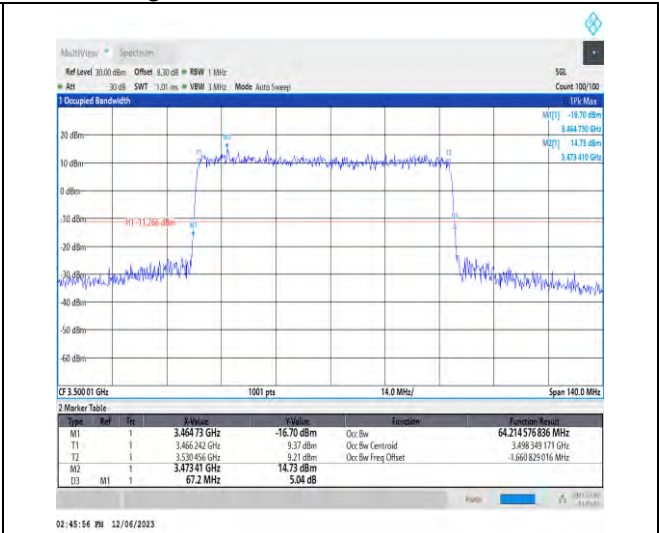 MultiView Spectrum
Ref Level 30.00 dBm Offset 8.30 dB RBW 1 MHz SGL
Att 30 dB SWT 1.01 ms VBW 3 MHz Mode Auto Sweep Count 100/100
1 Occupied Bandwidth 1Pk Max
M1[1] -16.70 dBm
3.464 730 GHz
M2[1] 14.73 dBm
3.473 410 GHz
20 dBm
M2
T1 T2
10 dBm
0 dBm
-10 dBm
H1 -11.266 dBm
M1
-20 dBm
-30 dBm
-40 dBm
-50 dBm
-60 dBm
CF 3.500 01 GHz 1001 pts 14.0 MHz/ Span 140.0 MHz
2 Marker Table
Type Ref Trc X-Value Y-Value Function Function Result
M1 1 3.464 73 GHz -16.70 dBm Occ Bw 64.214 576 836 MHz
T1 1 3.466 242 GHz 9.37 dBm Occ Bw Centroid 3.498 349 171 GHz
T2 1 3.530 456 GHz 9.21 dBm Occ Bw Freq Offset -1.660 829 016 MHz
M2 1 3.473 41 GHz 14.73 dBm
D3 M1 1 67.2 MHz 5.04 dB
02:45:56 PM 12/06/2023